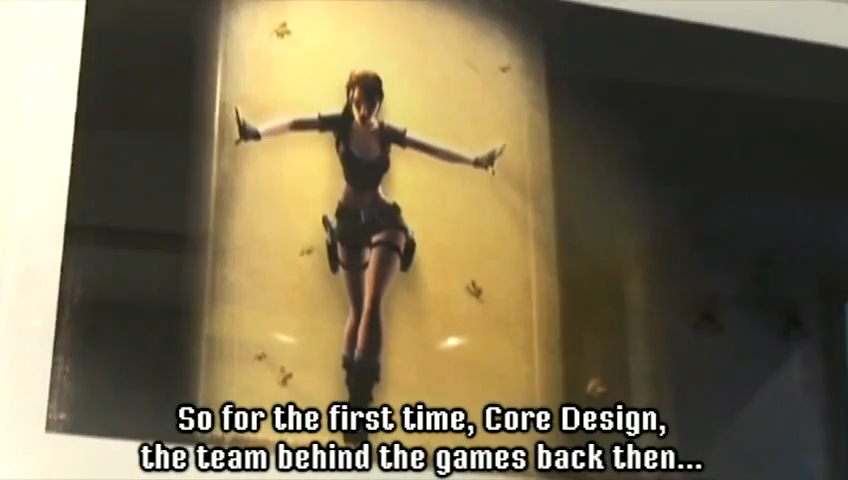 So for the first time, Core Design,
the team behind the games back then...